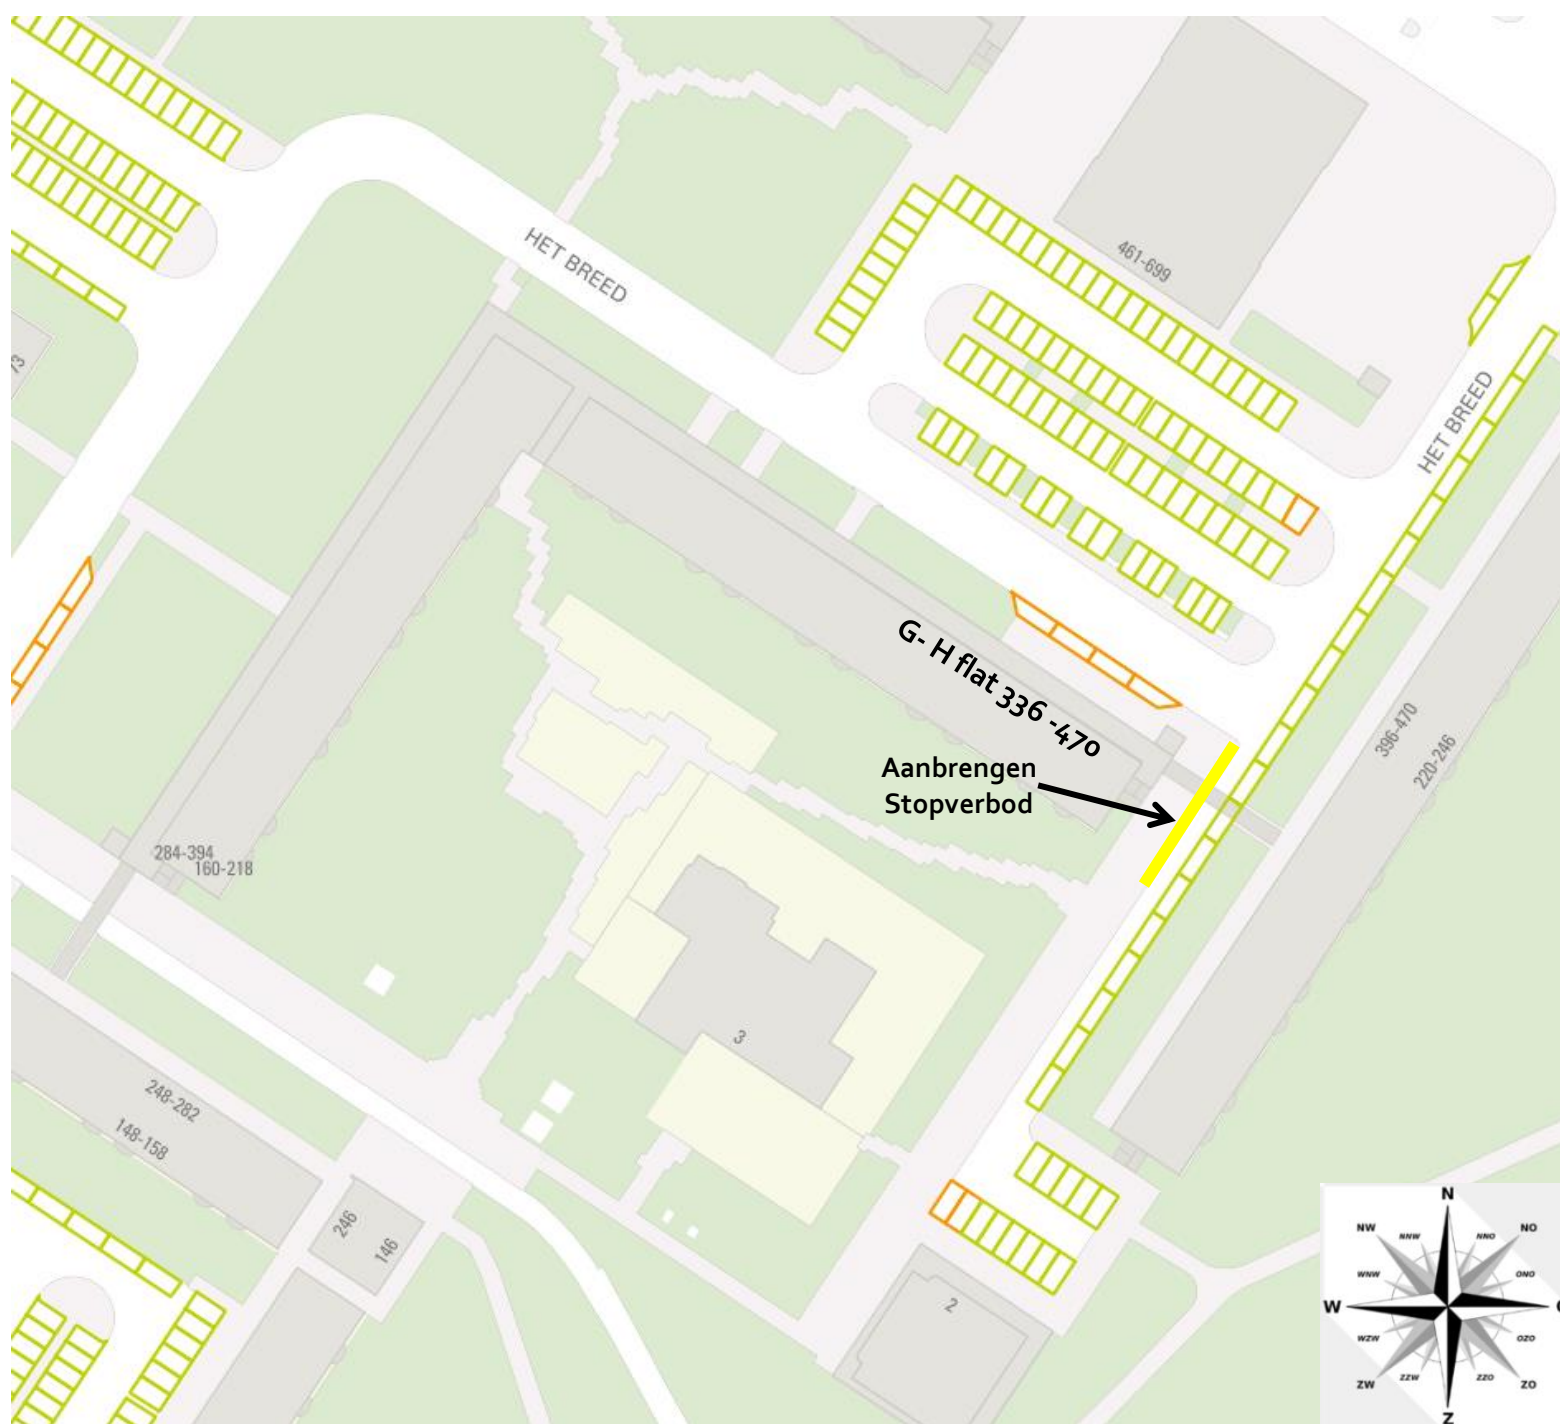 HET BREED
461-699
HET BREED
73
G- H flat 336 -470
396-470
220-246
Aanbrengen
Stopverbod
284-394
160-218
3
248-282
148-158
246
146
2
N
NW
NNW
NNO
NO
WNW
ONO
W
WZW
OZO
ZW
ZZW
ZZO
ZO
Z